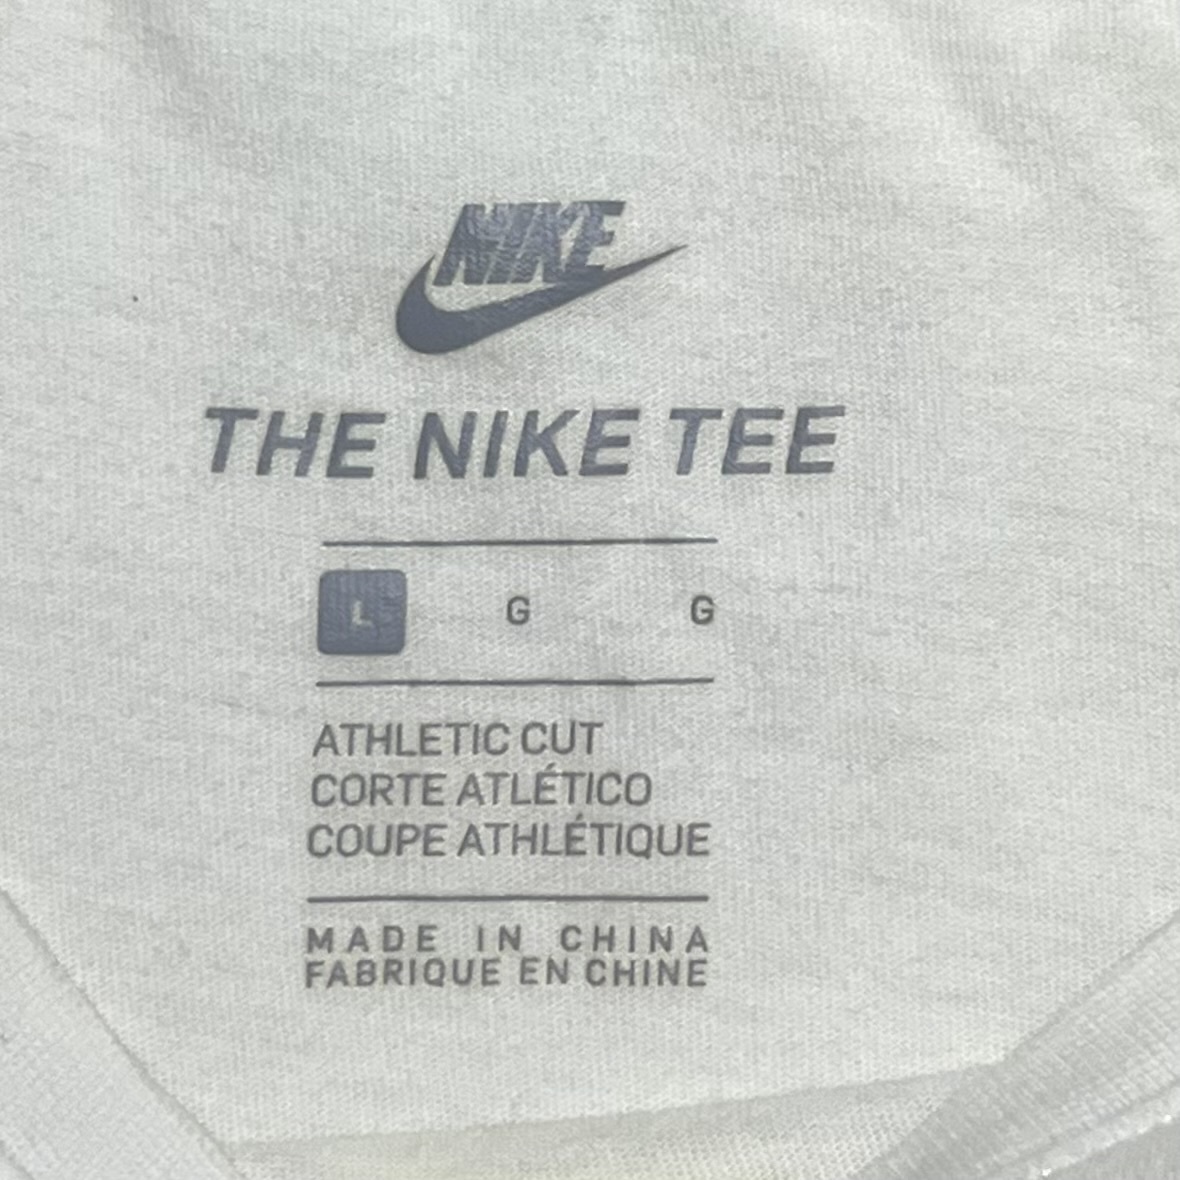 NIKE
THE NIKE TEE
L G G
ATHLETIC CUT
CORTE ATLÉTICO
COUPE ATHLÉTIQUE
MADE IN CHINA
FABRIQUE EN CHINE